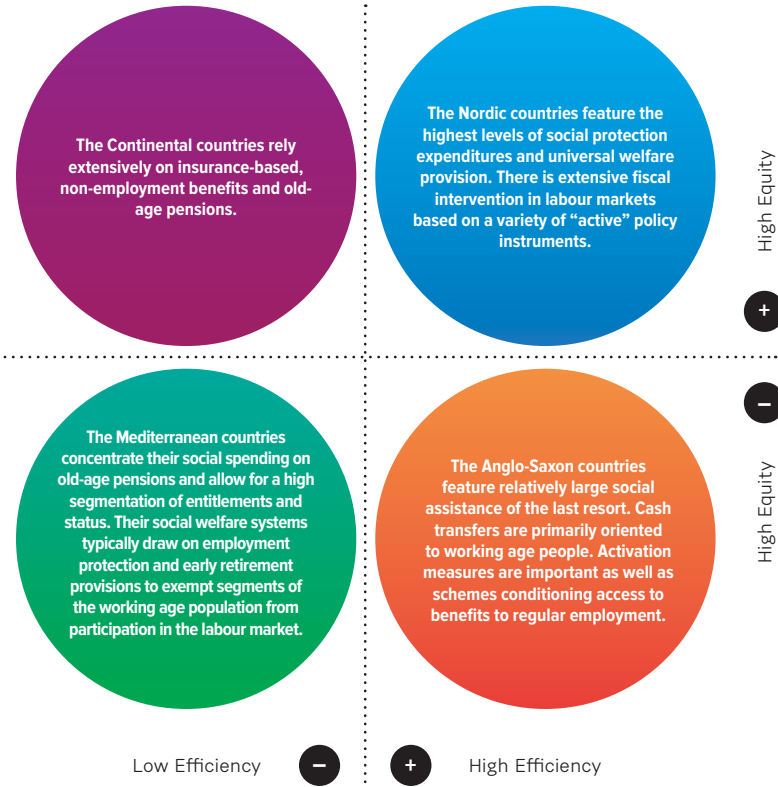 The Continental countries rely
extensively on insurance-based,
non-employment benefits and old-
age pensions.
The Nordic countries feature the
highest levels of social protection
expenditures and universal welfare
provision. There is extensive fiscal
intervention in labour markets
based on a variety of “active” policy
instruments.
High Equity
+
The Mediterranean countries
concentrate their social spending on
old-age pensions and allow for a high
segmentation of entitlements and
status. Their social welfare systems
typically draw on employment
protection and early retirement
provisions to exempt segments of
the working age population from
participation in the labour market.
The Anglo-Saxon countries
feature relatively large social
assistance of the last resort. Cash
transfers are primarily oriented
to working age people. Activation
measures are important as well as
schemes conditioning access to
benefits to regular employment.
–
High Equity
Low Efficiency
–
+
High Efficiency